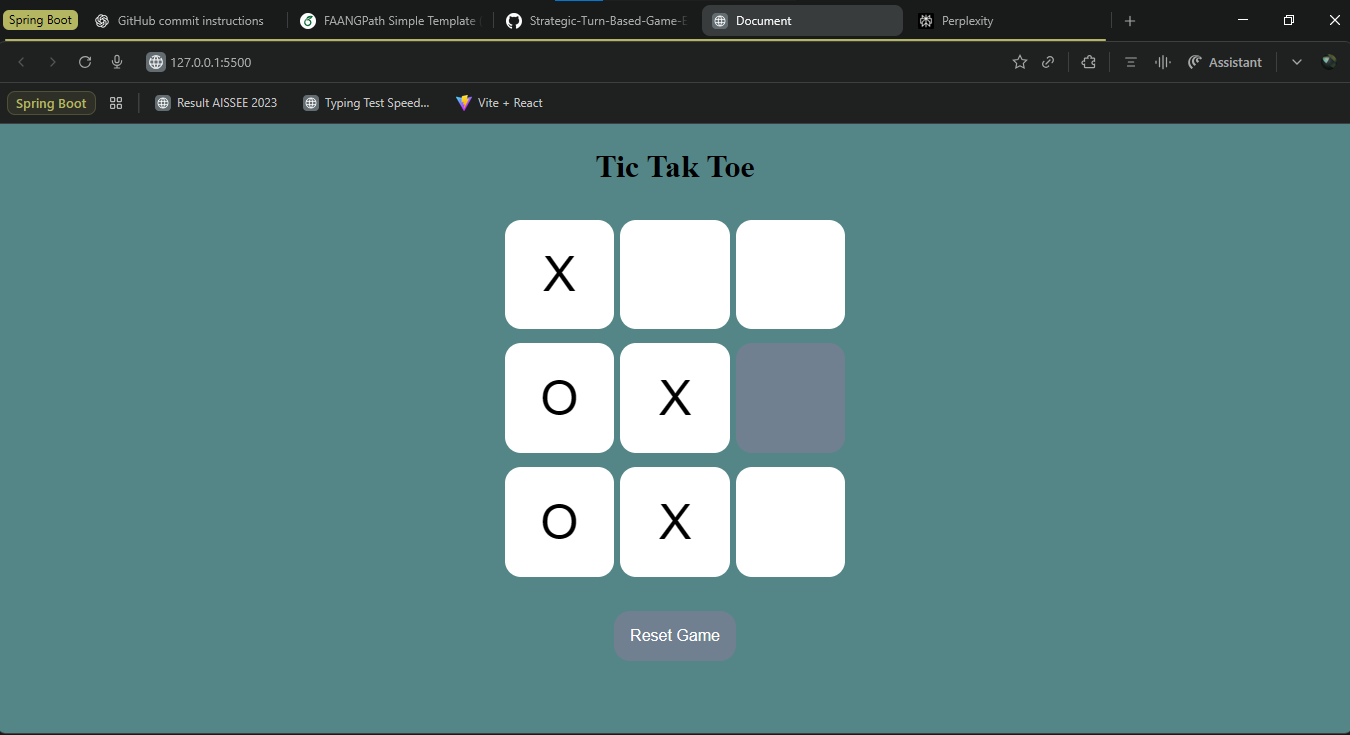 Spring Boot GitHub commit instructions FAANGPath Simple Template Strategic-Turn-Based-Game-E Document Perplexity
127.0.0.1:5500 Assistant
Spring Boot Result AISSEE 2023 Typing Test Speed... Vite + React
Tic Tak Toe
X
O X
O X
Reset Game